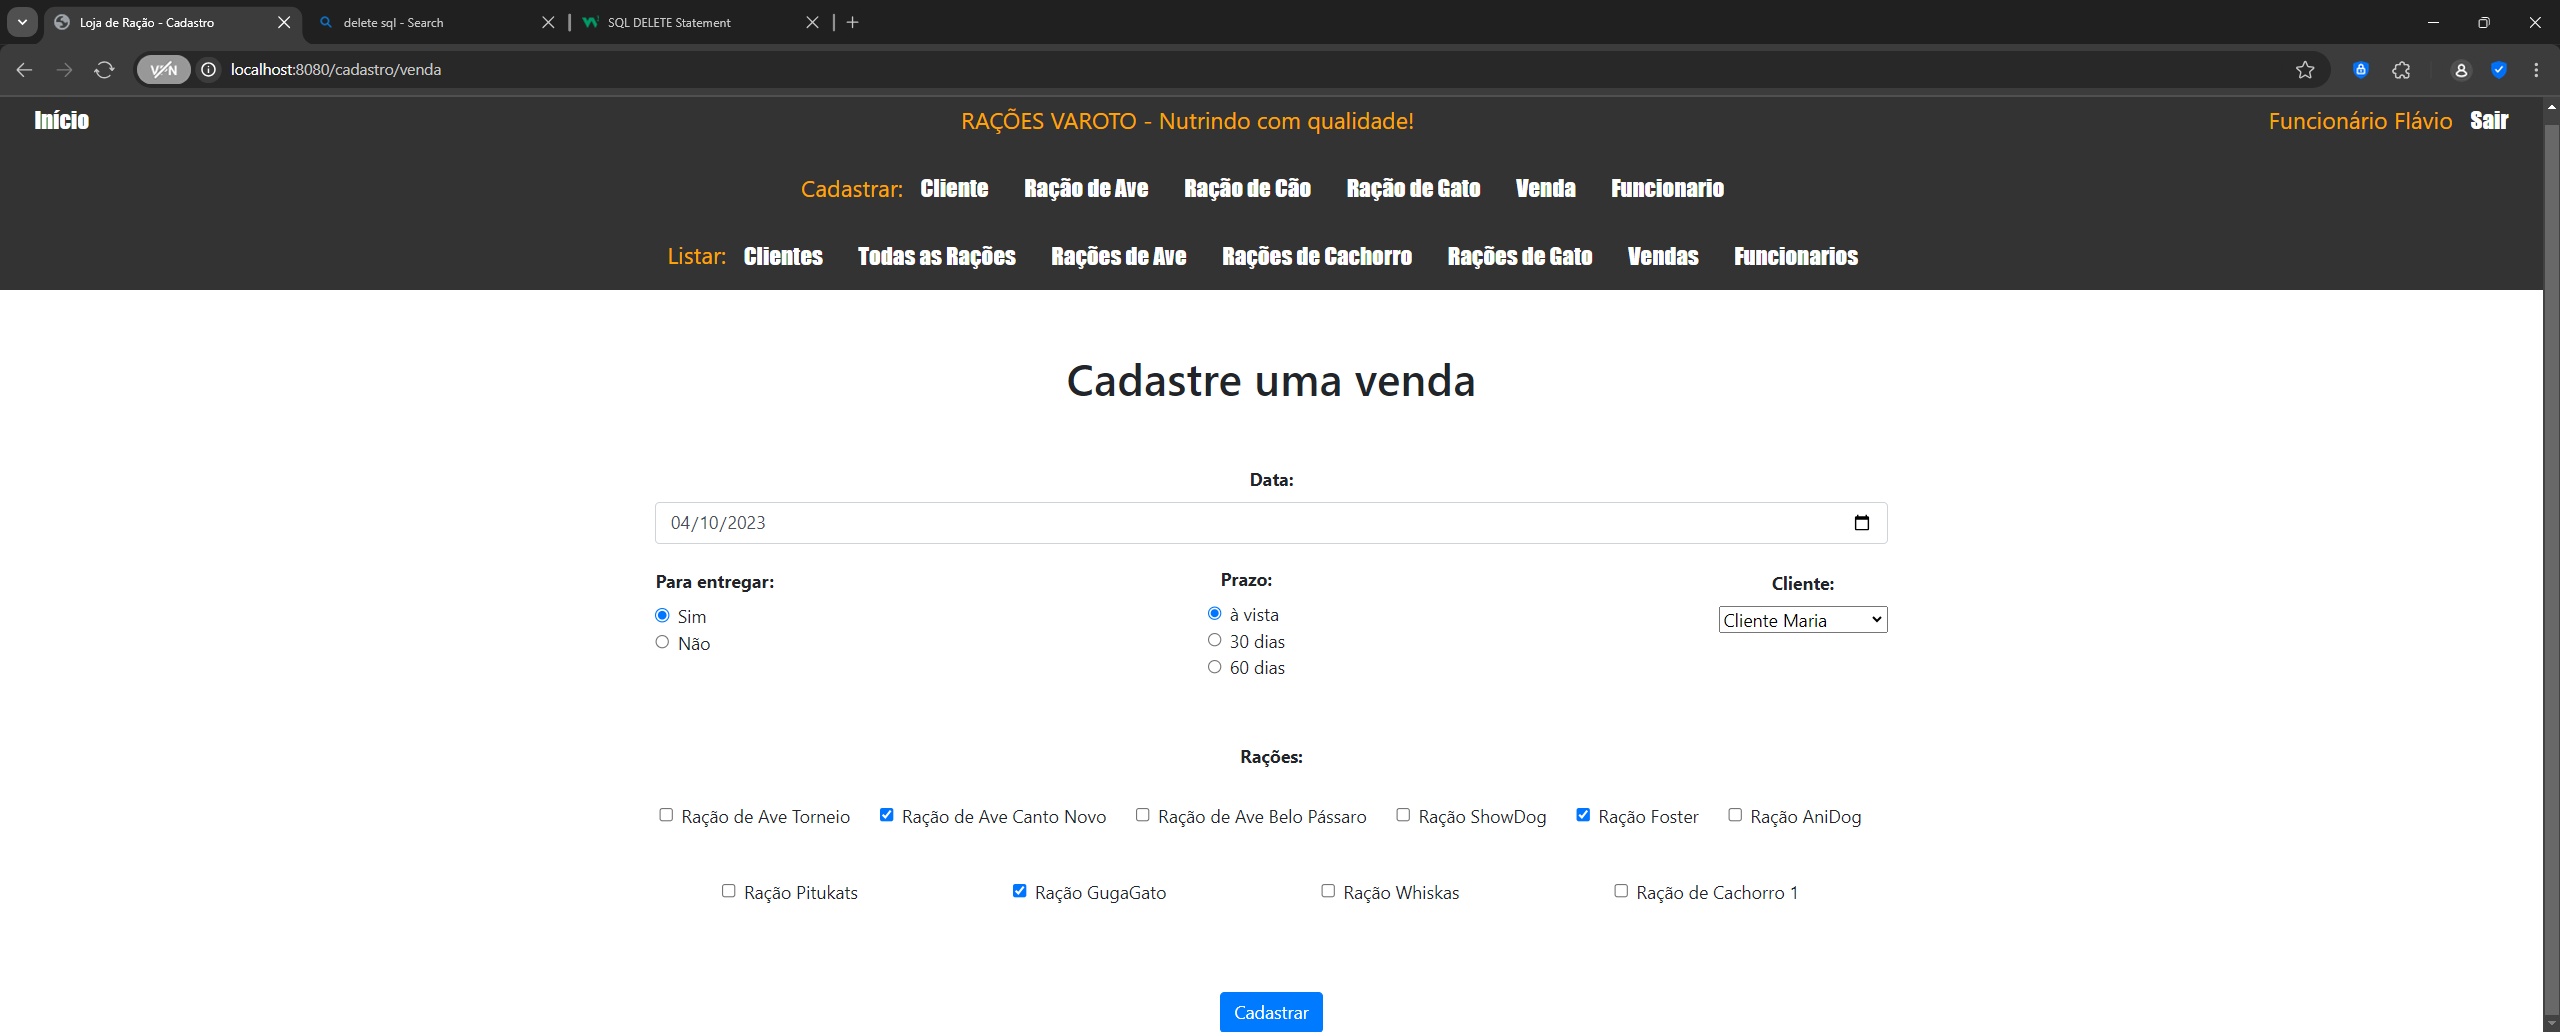 Loja de Ração - Cadastro
delete sql - Search
SQL DELETE Statement
VPN
localhost:8080/cadastro/venda
Início RAÇÕES VAROTO - Nutrindo com qualidade! Funcionário Flávio Sair
Cadastrar: Cliente Ração de Ave Ração de Cão Ração de Gato Venda Funcionario
Listar: Clientes Todas as Rações Rações de Ave Rações de Cachorro Rações de Gato Vendas Funcionarios
Cadastre uma venda
Data:
04/10/2023
Para entregar:
Sim
Não
Prazo:
à vista
30 dias
60 dias
Cliente:
Cliente Maria
Rações:
Ração de Ave Torneio Ração de Ave Canto Novo Ração de Ave Belo Pássaro Ração ShowDog Ração Foster Ração AniDog
Ração Pitukats Ração GugaGato Ração Whiskas Ração de Cachorro 1
Cadastrar